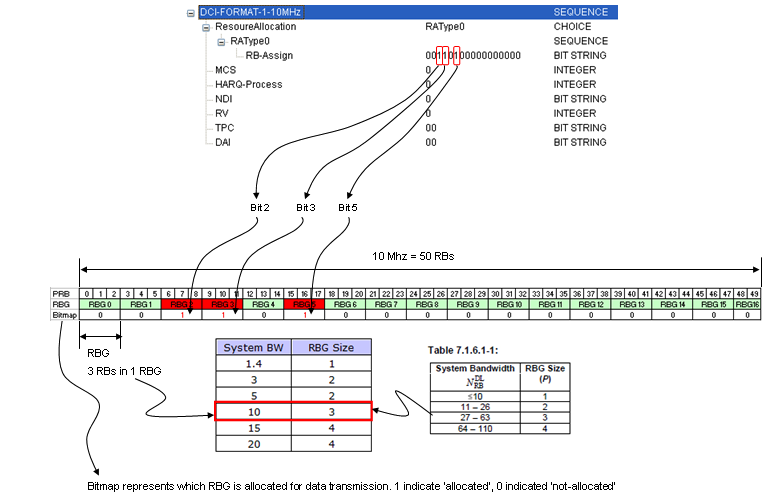 DCI-FORMAT-1-10MHz SEQUENCE
ResoureAllocation RAType0 CHOICE
RAType0 SEQUENCE
RB-Assign 00110100000000000 BIT STRING
MCS 0 INTEGER
HARQ-Process 0 INTEGER
NDI 0 BIT STRING
RV 0 INTEGER
TPC 00 BIT STRING
DAI 00 BIT STRING
Bit2 Bit3 Bit5
10 Mhz = 50 RBs
PRB 0 1 2 3 4 5 6 7 8 9 10 11 12 13 14 15 16 17 18 19 20 21 22 23 24 25 26 27 28 29 30 31 32 33 34 35 36 37 38 39 40 41 42 43 44 45 46 47 48 49
RBG RBG 0 RBG 1 RBG 2 RBG 3 RBG 4 RBG 5 RBG 6 RBG 7 RBG 8 RBG 9 RBG 10 RBG 11 RBG 12 RBG 13 RBG 14 RBG 15 RBG16
Bitmap 0 0 1 1 0 1 0 0 0 0 0 0 0 0 0 0 0
RBG
3 RBs in 1 RBG
System BW RBG Size
1.4 1
3 2
5 2
10 3
15 4
20 4
Table 7.1.6.1-1:
System Bandwidth RBG Size
N DL RB (P)
≤10 1
11 – 26 2
27 – 63 3
64 – 110 4
Bitmap represents which RBG is allocated for data transmission. 1 indicate 'allocated', 0 indicated 'not-allocated'